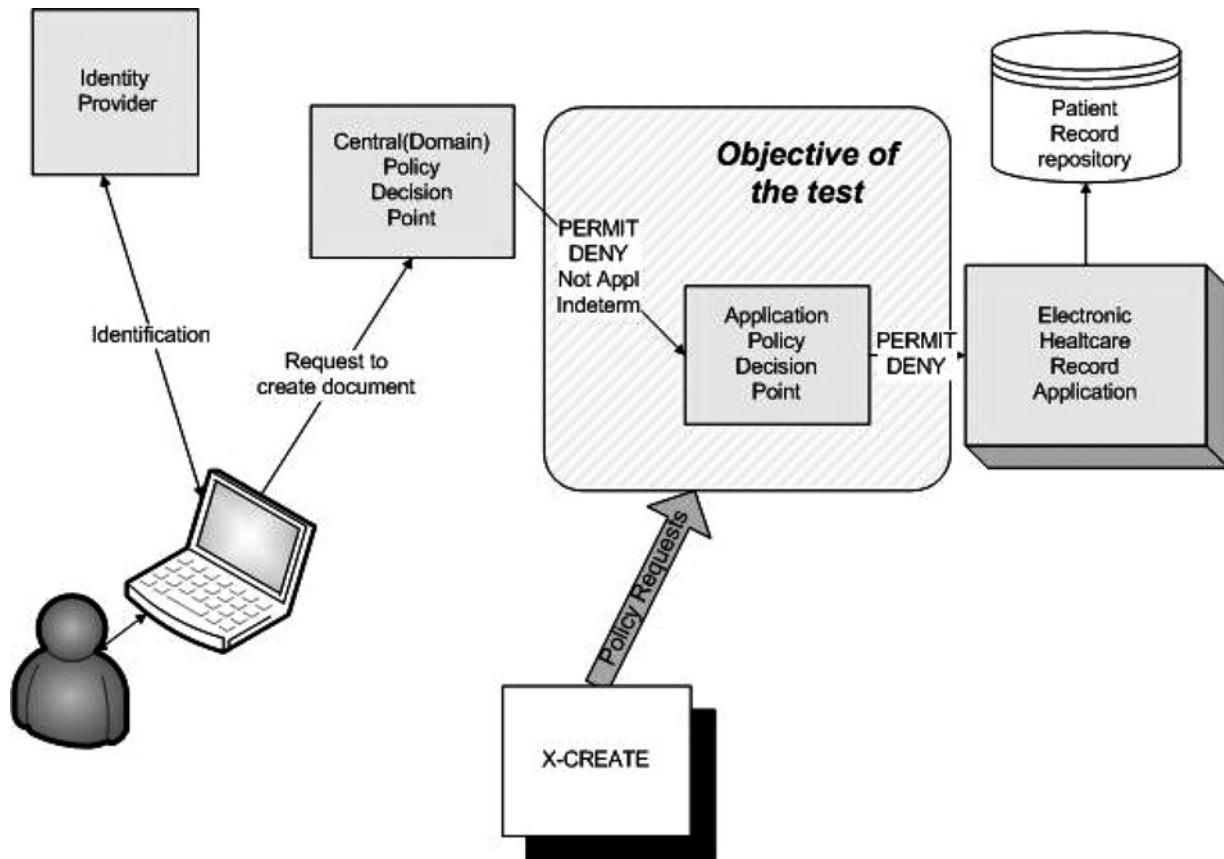 Identity
Provider
Central(Domain)
Policy
Decision
Point
Objective of
the test
Patient
Record
repository
PERMIT
DENY
Not Appl
Indeterm
Application
Policy
Decision
Point
PERMIT
DENY
Electronic
Healtcare
Record
Application
Identification
Request to
create document
Policy Requests
X-CREATE